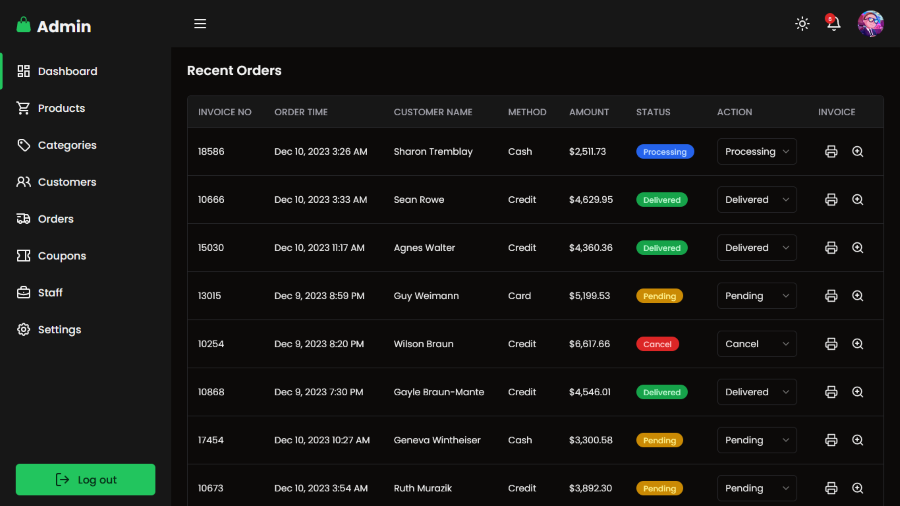 Admin
6
Dashboard
Products
Categories
Customers
Orders
Coupons
Staff
Settings
Log out
Recent Orders
INVOICE NO ORDER TIME CUSTOMER NAME METHOD AMOUNT STATUS ACTION INVOICE
18586 Dec 10, 2023 3:26 AM Sharon Tremblay Cash $2,511.73 Processing Processing
10666 Dec 10, 2023 3:33 AM Sean Rowe Credit $4,629.95 Delivered Delivered
15030 Dec 10, 2023 11:17 AM Agnes Walter Credit $4,360.36 Delivered Delivered
13015 Dec 9, 2023 8:59 PM Guy Weimann Card $5,199.53 Pending Pending
10254 Dec 9, 2023 8:20 PM Wilson Braun Credit $6,617.66 Cancel Cancel
10868 Dec 9, 2023 7:30 PM Gayle Braun-Mante Credit $4,546.01 Delivered Delivered
17454 Dec 10, 2023 10:27 AM Geneva Wintheiser Cash $3,300.58 Pending Pending
10673 Dec 10, 2023 3:54 AM Ruth Murazik Credit $3,892.30 Pending Pending